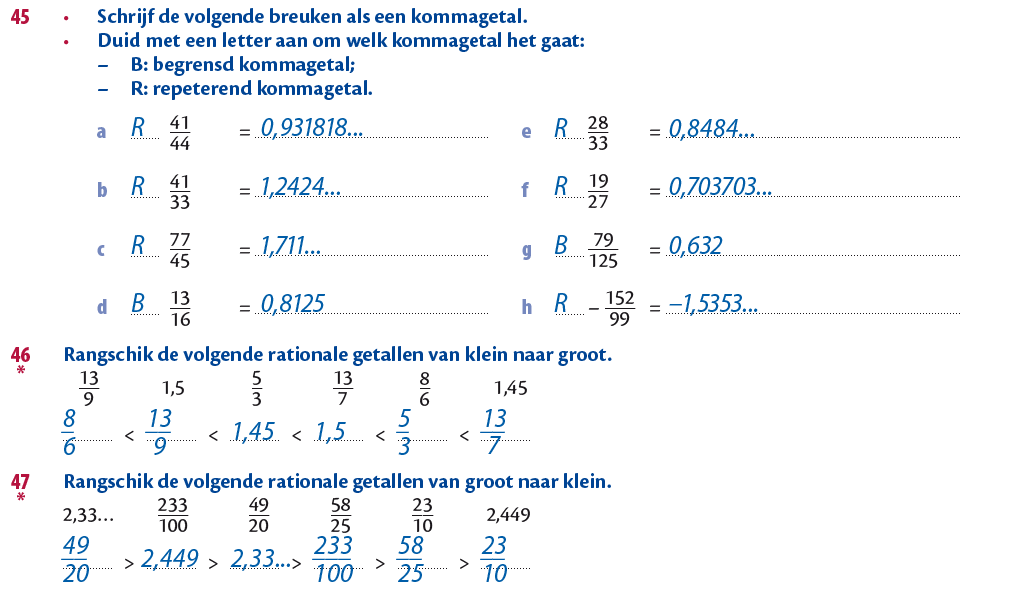 45 • Schrijf de volgende breuken als een kommagetal.
• Duid met een letter aan om welk kommagetal het gaat:
– B: begrensd kommagetal;
– R: repeterend kommagetal.
a R 41/44 = 0,931818... e R 28/33 = 0,8484...
b R 41/33 = 1,2424... f R 19/27 = 0,703703...
c R 77/45 = 1,711... g B 79/125 = 0,632
d B 13/16 = 0,8125 h R – 152/99 = –1,5353...
46 Rangschik de volgende rationale getallen van klein naar groot.
* 13/9 1,5 5/3 13/7 8/6 1,45
8/6 < 13/9 < 1,45 < 1,5 < 5/3 < 13/7
47 Rangschik de volgende rationale getallen van groot naar klein.
* 2,33... 233/100 49/20 58/25 23/10 2,449
49/20 > 2,449 > 2,33... > 233/100 > 58/25 > 23/10